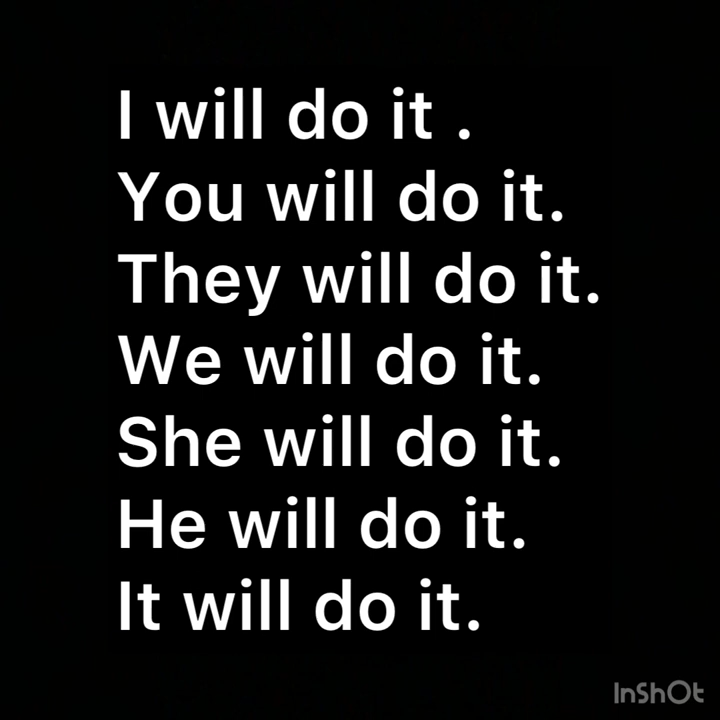 I will do it .
You will do it.
They will do it.
We will do it.
She will do it.
He will do it.
It will do it.
InShOt